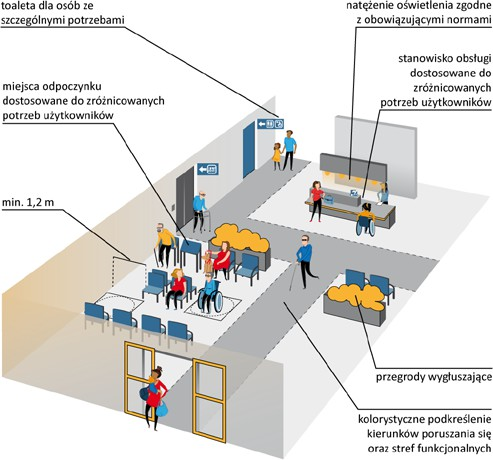 toaleta dla osób ze
szczególnymi potrzebami
natężenie oświetlenia zgodne
z obowiązującymi normami
stanowisko obsługi
dostosowane do
zróżnicowanych
potrzeb użytkowników
miejsca odpoczynku
dostosowane do zróżnicowanych
potrzeb użytkowników
min. 1,2 m
przegrody wygłuszające
kolorystyczne podkreślenie
kierunków poruszania się
oraz stref funkcjonalnych